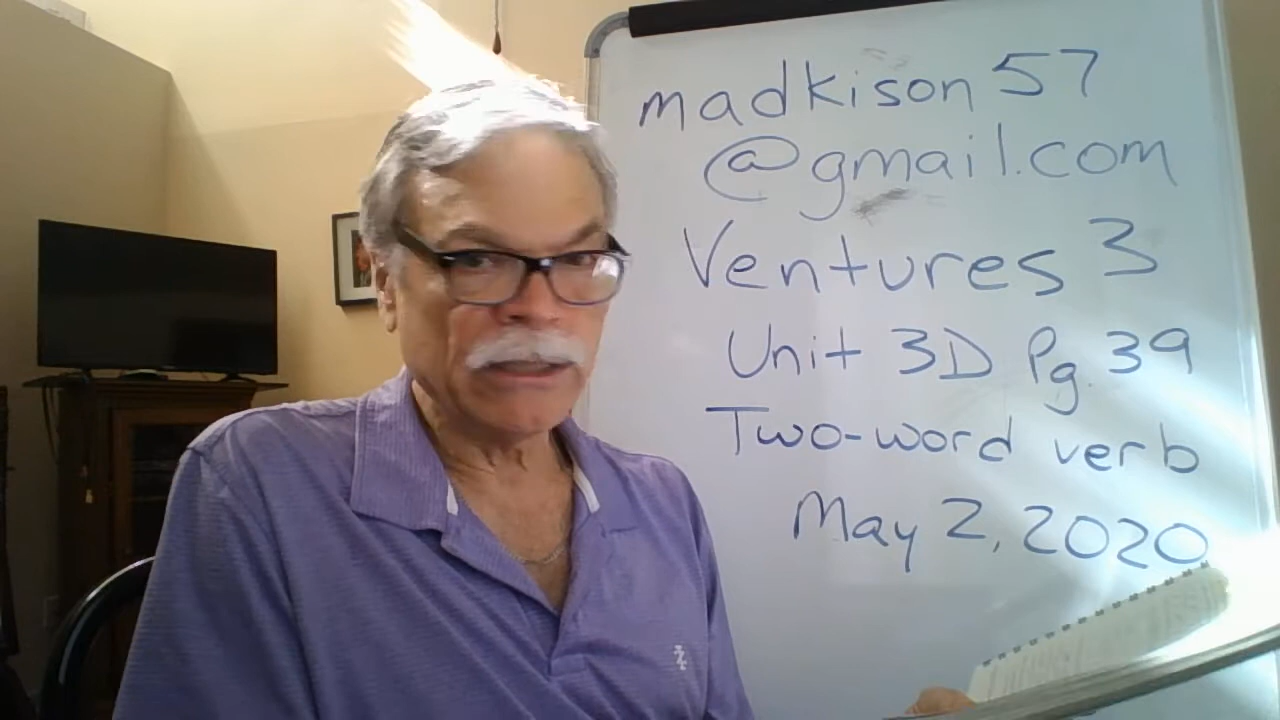 madkison57
@gmail.com
Ventures 3
Unit 3D Pg. 39
Two-word verb
May 2, 2020